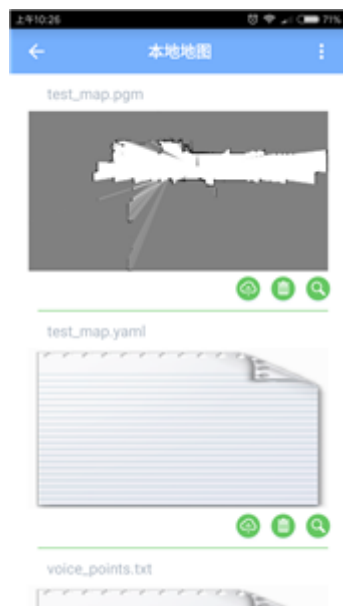 上午10:26 71%
本地地图
test_map.pgm
test_map.yaml
voice_points.txt